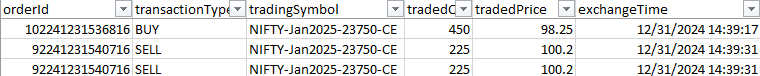 orderId transactionType tradingSymbol tradedC tradedPrice exchangeTime
102241231536816 BUY NIFTY-Jan2025-23750-CE 450 98.25 12/31/2024 14:39:17
92241231540716 SELL NIFTY-Jan2025-23750-CE 225 100.2 12/31/2024 14:39:31
92241231540716 SELL NIFTY-Jan2025-23750-CE 225 100.2 12/31/2024 14:39:31